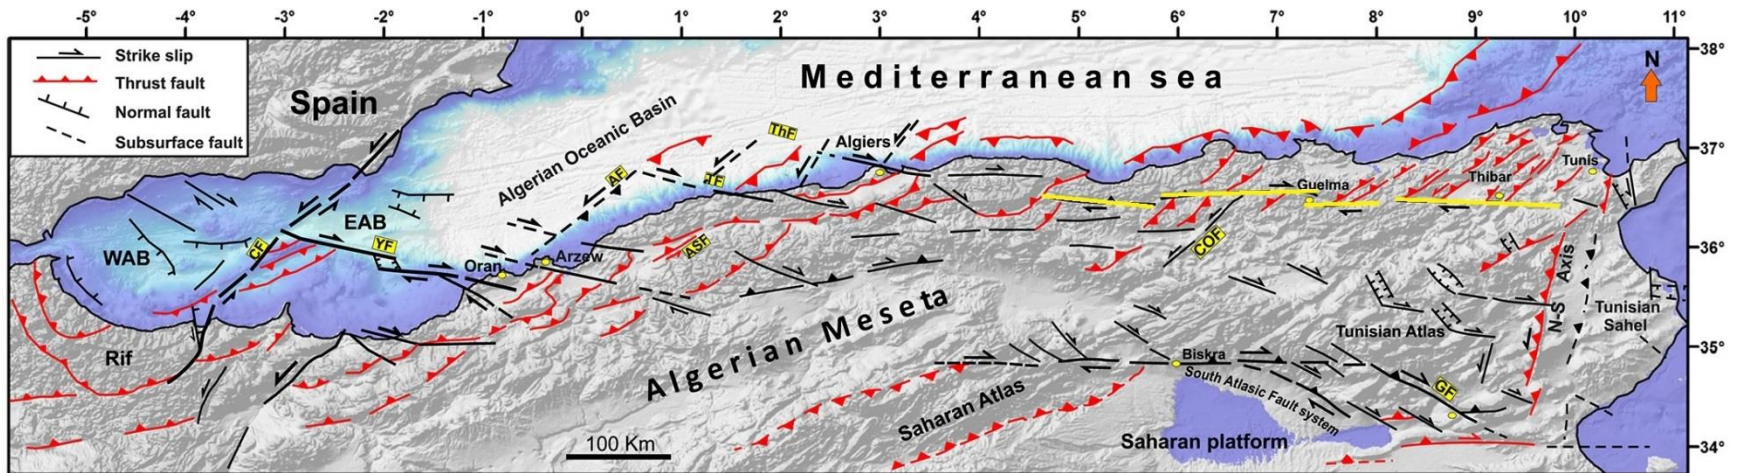 -5° -4° -3° -2° -1° 0° 1° 2° 3° 4° 5° 6° 7° 8° 9° 10° 11°
Strike slip
Thrust fault
Normal fault
Subsurface fault
Spain
Mediterranean sea
N
38°
37°
36°
35°
34°
Algerian Oceanic Basin
ThF
Algiers
AF
TF
Guelma
Thibar
Tunis
EAB
WAB
CF
YF
Oran
Arzew
ASF
COF
N-S Axis
Tunisian
Sahel
Tunisian Atlas
Rif
Algerian Meseta
Biskra
South Atlasic Fault system
GF
Saharan Atlas
Saharan platform
100 Km